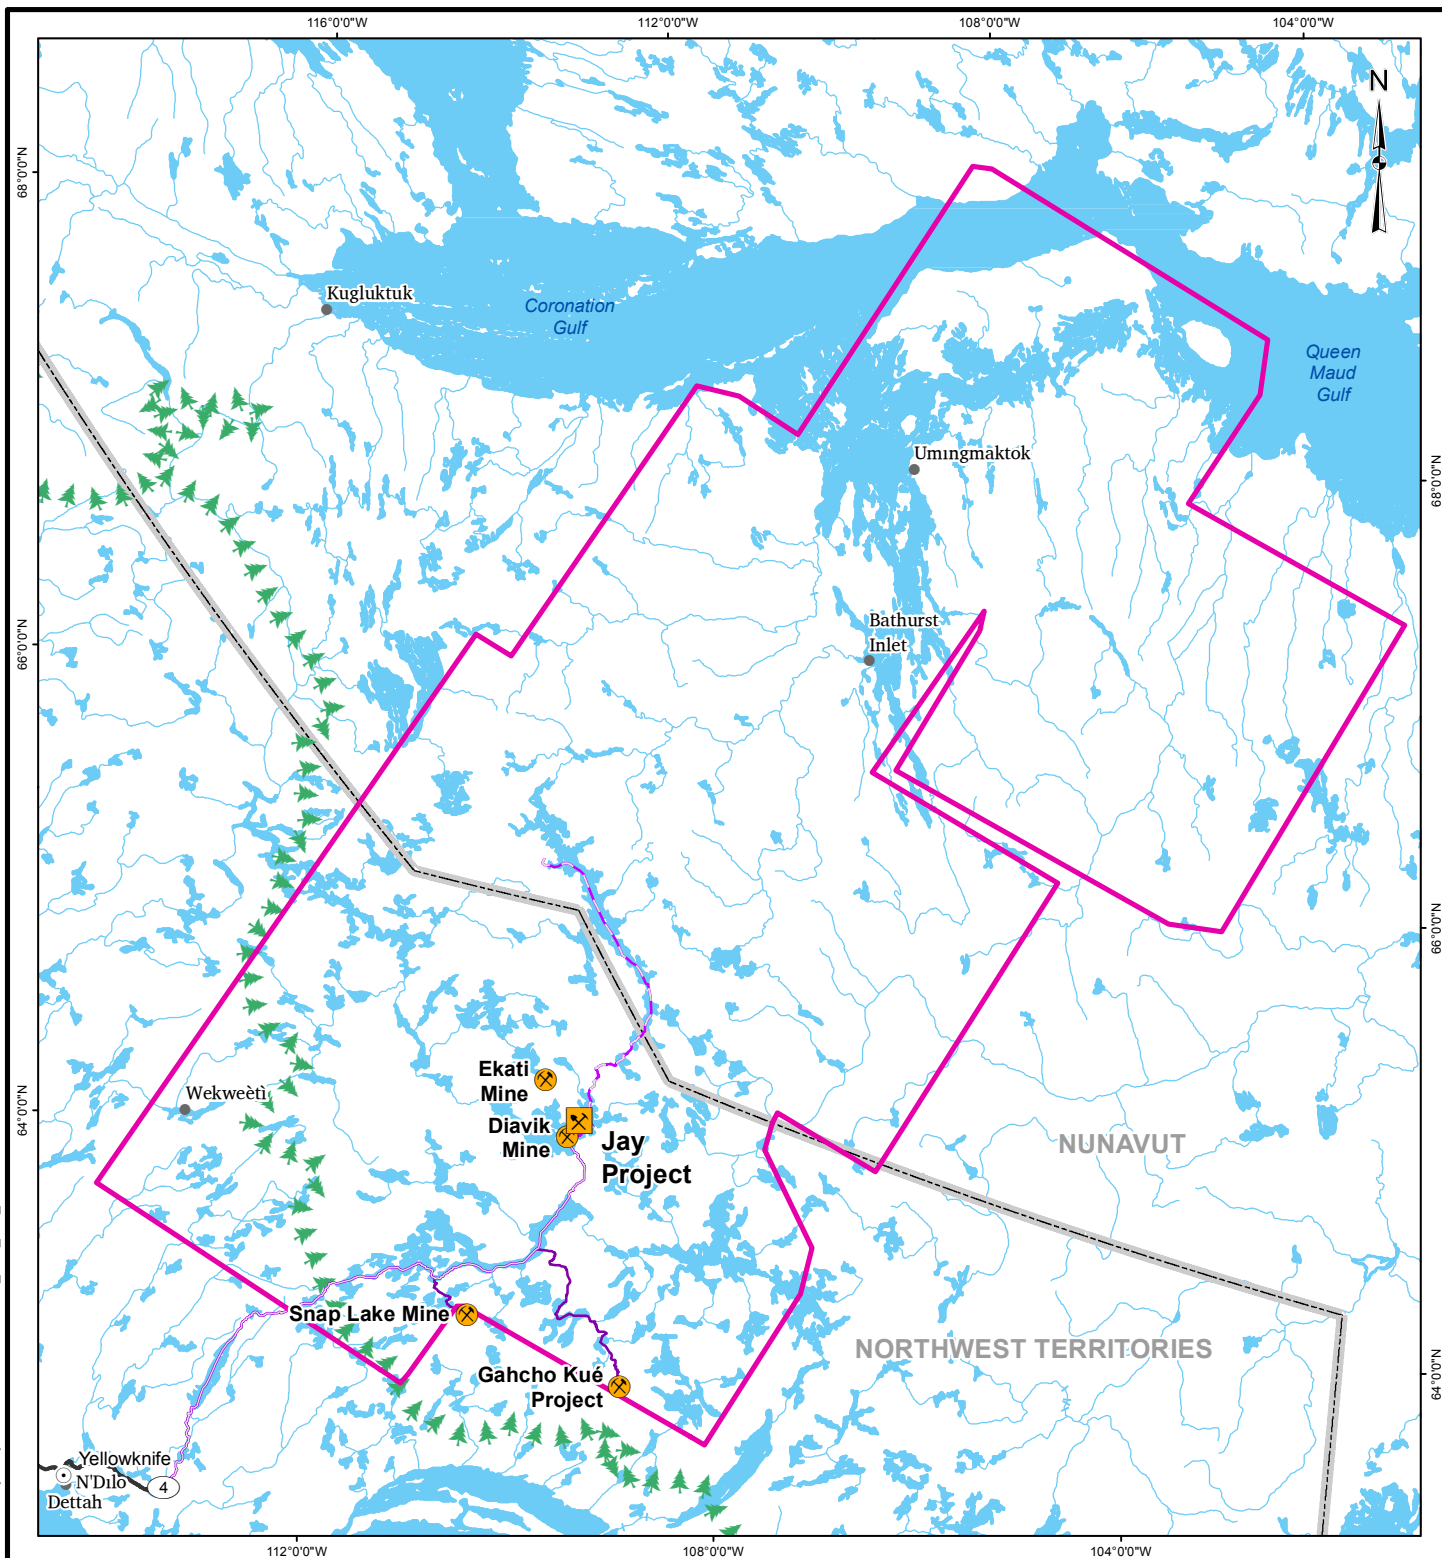 116°0'0"W
112°0'0"W
108°0'0"W
104°0'0"W
N
68°0'0"N
Kugluktuk
Coronation
Gulf
Queen
Maud
Gulf
Umıngmaktok
68°0'0"N
Bathurst
Inlet
66°0'0"N
66°0'0"N
Ekati
Mine
Wekweètì
64°0'0"N
Diavik
Mine
Jay
Project
NUNAVUT
Snap Lake Mine
NORTHWEST TERRITORIES
Gahcho Kué
Project
64°0'0"N
Yellowknife
N'Dılo
Dettah
4
112°0'0"W
108°0'0"W
104°0'0"W